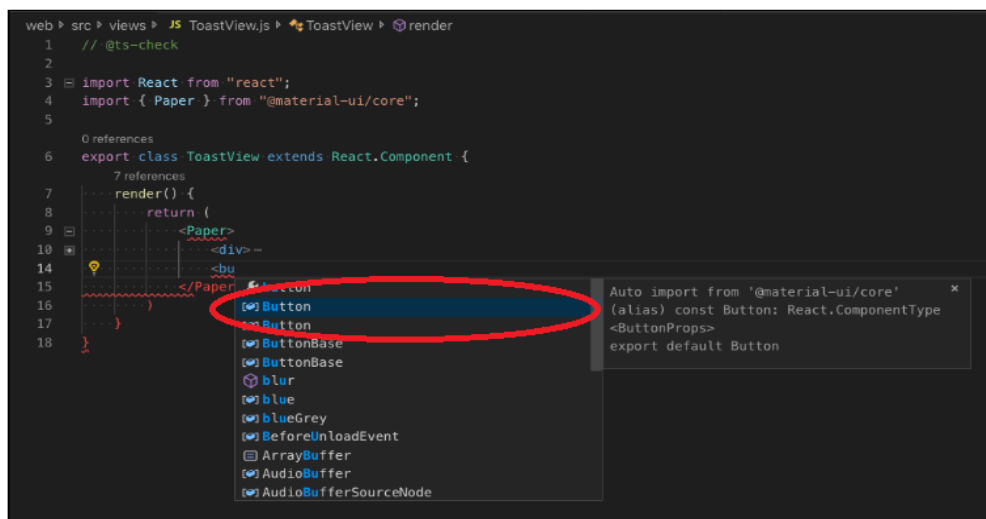 web src views JS ToastView.js ToastView render
1 // @ts-check
2
3 import React from "react";
4 import { Paper } from "@material-ui/core";
5
0 references
6 export class ToastView extends React.Component {
7 references
7 render() {
8 return (
9 <Paper>
10 <div>
14 <bu
15 </Paper
16 )
17 }
18 }
button
Button
Button
ButtonBase
ButtonBase
blur
blue
blueGrey
BeforeUnloadEvent
ArrayBuffer
AudioBuffer
AudioBufferSourceNode
Auto import from '@material-ui/core' ×
(alias) const Button: React.ComponentType
<ButtonProps>
export default Button